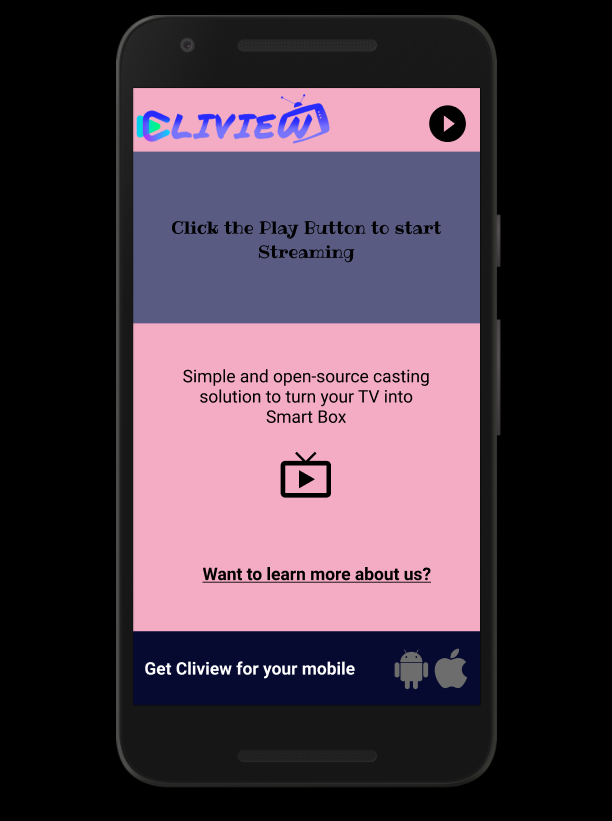 CLIVIEW
Click the Play Button to start
Streaming
Simple and open-source casting
solution to turn your TV into
Smart Box
Want to learn more about us?
Get Cliview for your mobile